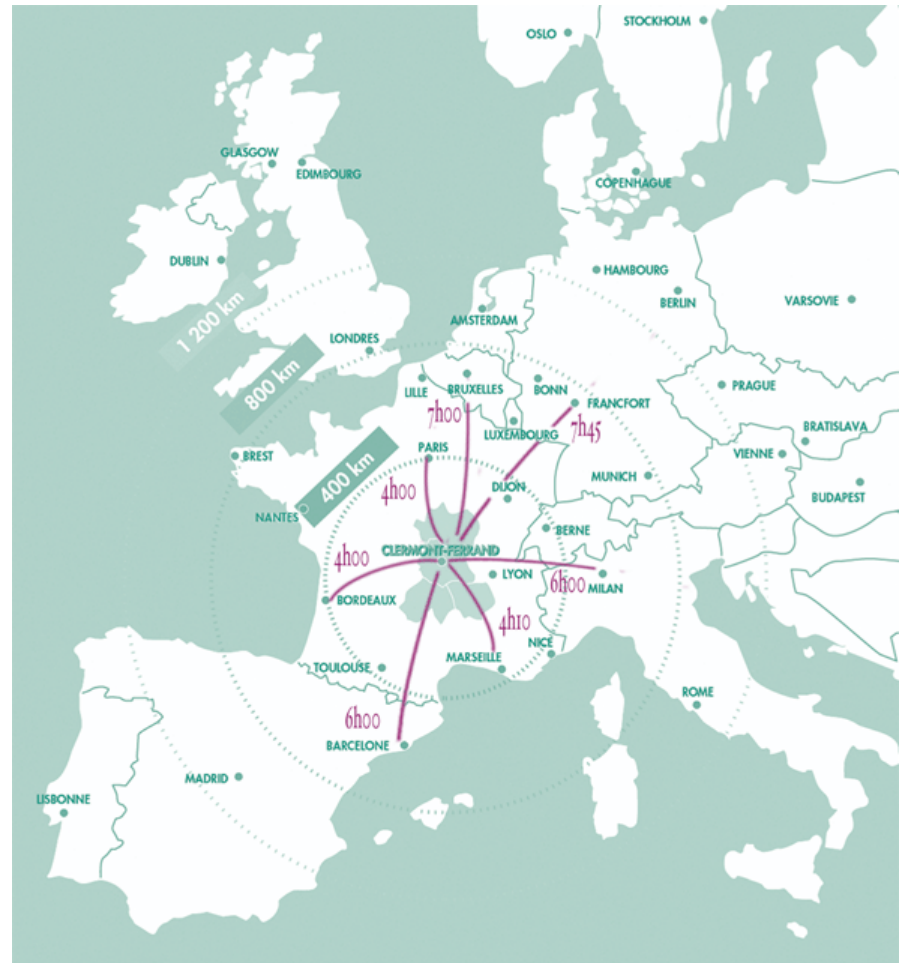 STOCKHOLM
OSLO
GLASGOW
EDIMBOURG
COPENHAGUE
DUBLIN
HAMBOURG
BERLIN
VARSOVIE
1 200 km
AMSTERDAM
LONDRES
800 km
LILLE
BRUXELLES
BONN
PRAGUE
FRANCFORT
7h00
LUXEMBOURG
7h45
BRATISLAVA
PARIS
BREST
VIENNE
400 km
MUNICH
DIJON
4h00
BUDAPEST
NANTES
BERNE
CLERMONT-FERRAND
4h00
LYON
6h00
MILAN
BORDEAUX
4h10
NICE
MARSEILLE
TOULOUSE
ROME
6h00
BARCELONE
MADRID
LISBONNE